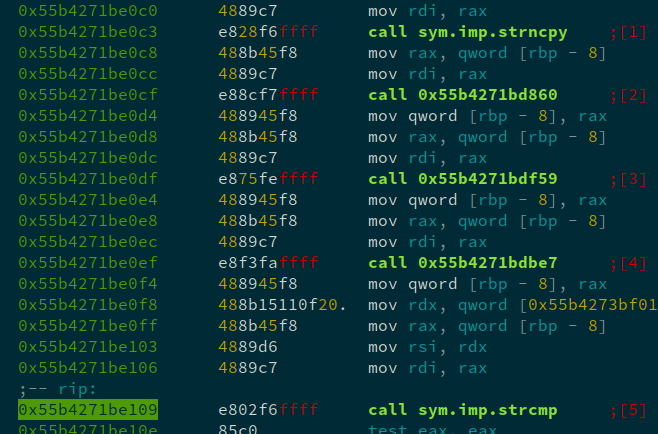 0x55b4271be0c0 4889c7 mov rdi, rax
0x55b4271be0c3 e828f6ffff call sym.imp.strncpy ;[1]
0x55b4271be0c8 488b45f8 mov rax, qword [rbp - 8]
0x55b4271be0cc 4889c7 mov rdi, rax
0x55b4271be0cf e88cf7ffff call 0x55b4271bd860 ;[2]
0x55b4271be0d4 488945f8 mov qword [rbp - 8], rax
0x55b4271be0d8 488b45f8 mov rax, qword [rbp - 8]
0x55b4271be0dc 4889c7 mov rdi, rax
0x55b4271be0df e875feffff call 0x55b4271bdf59 ;[3]
0x55b4271be0e4 488945f8 mov qword [rbp - 8], rax
0x55b4271be0e8 488b45f8 mov rax, qword [rbp - 8]
0x55b4271be0ec 4889c7 mov rdi, rax
0x55b4271be0ef e8f3faffff call 0x55b4271bdbe7 ;[4]
0x55b4271be0f4 488945f8 mov qword [rbp - 8], rax
0x55b4271be0f8 488b15110f20. mov rdx, qword [0x55b4273bf01
0x55b4271be0ff 488b45f8 mov rax, qword [rbp - 8]
0x55b4271be103 4889d6 mov rsi, rdx
0x55b4271be106 4889c7 mov rdi, rax
;-- rip:
0x55b4271be109 e802f6ffff call sym.imp.strcmp ;[5]
0x55b4271be10e 85c0 test eax, eax